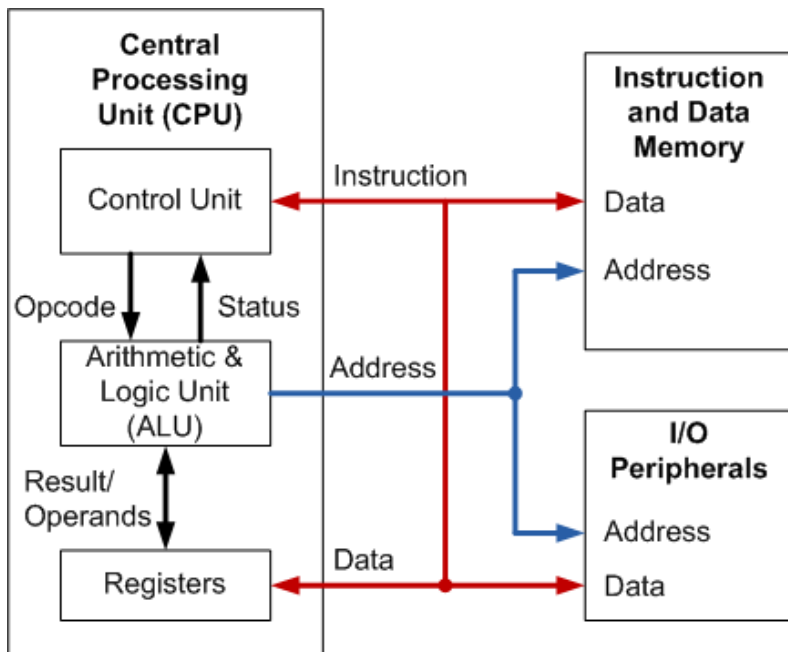 Central
Processing
Unit (CPU)
Control Unit
Opcode
Status
Arithmetic &
Logic Unit
(ALU)
Result/
Operands
Registers
Instruction
Address
Data
Instruction
and Data
Memory
Data
Address
I/O
Peripherals
Address
Data